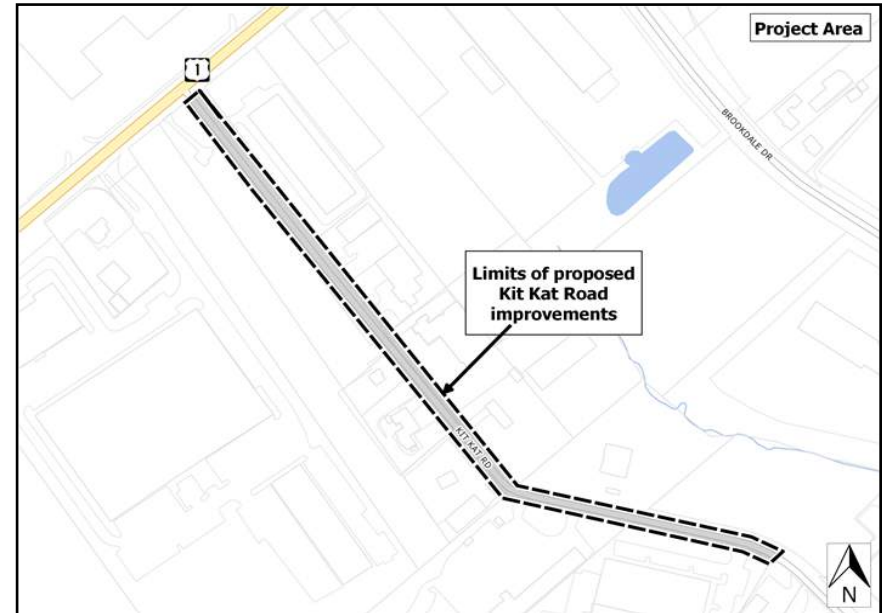 Project Area
1
BROOKDALE DR
Limits of proposed
Kit Kat Road
improvements
KIT KAT RD
N